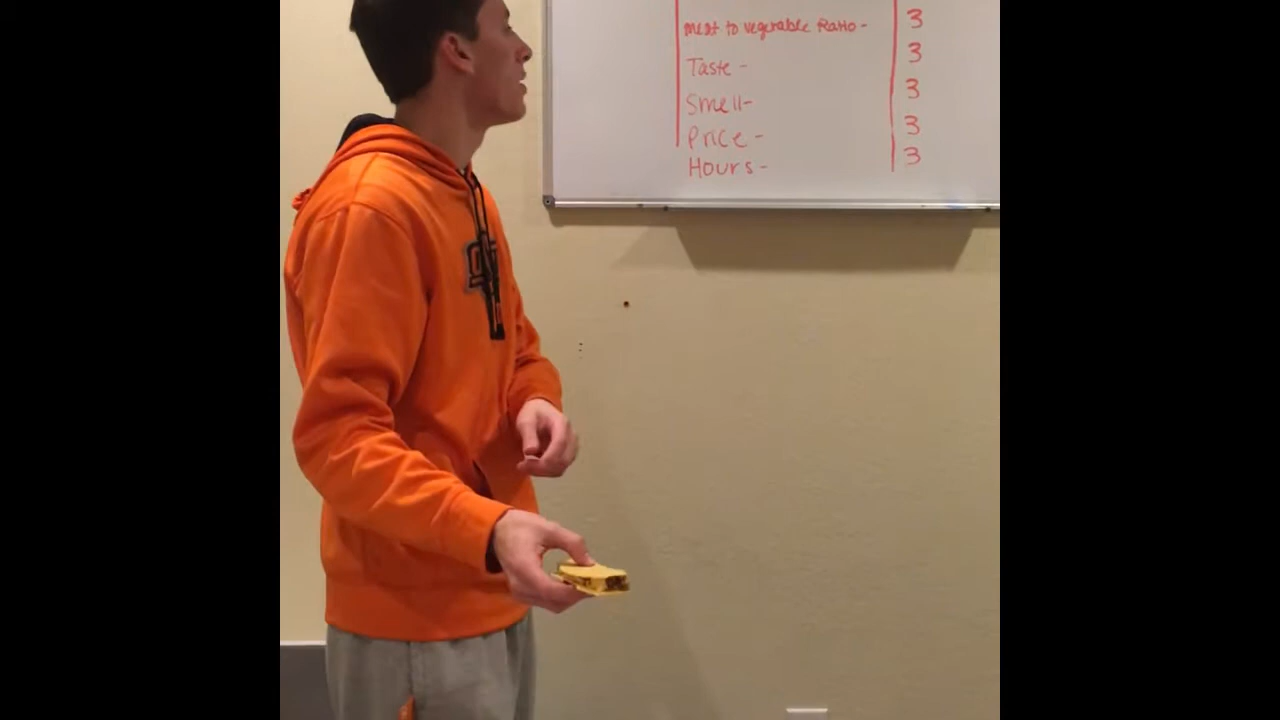 meat to vegetable Ratio - 3
Taste - 3
Smell- 3
Price - 3
Hours - 3